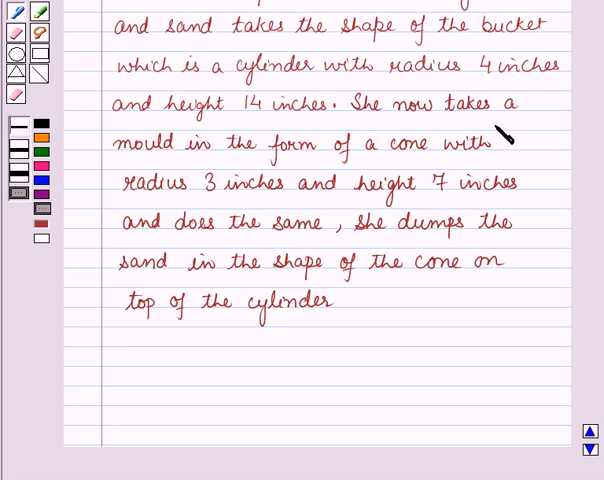 and sand takes the shape of the bucket
which is a cylinder with radius 4 inches
and height 14 inches. She now takes a
mould in the form of a cone with
radius 3 inches and height 7 inches
and does the same, She dumps the
sand in the shape of the cone on
top of the cylinder